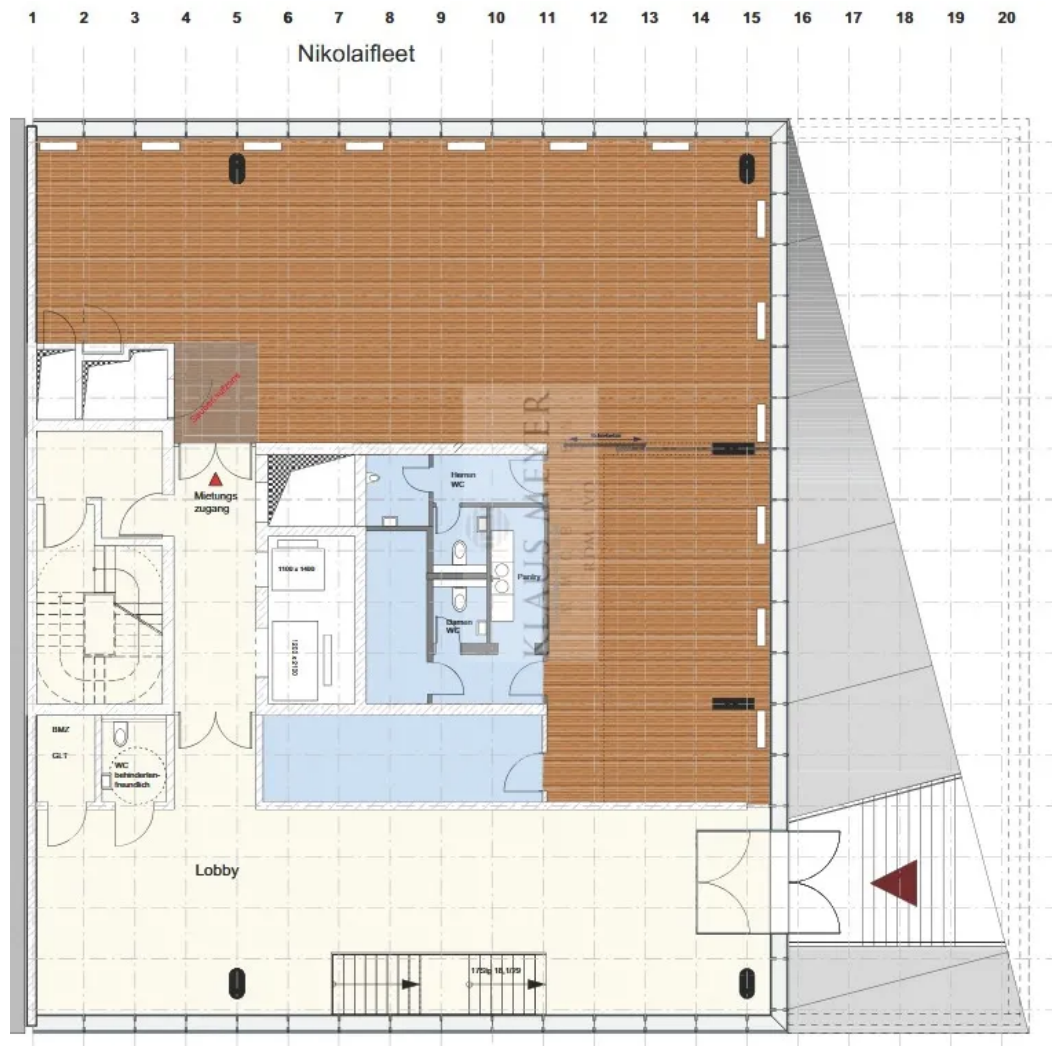 1 2 3 4 5 6 7 8 9 10 11 12 13 14 15 16 17 18 19 20
Nikolaifleet
Mietungs
zugang
Herren
WC
1100 x 1400
Pantry
Damen
WC
1200 x 2100
BMZ
GLT
WC
behinderten-
freundlich
Lobby
KLAUS MEYER